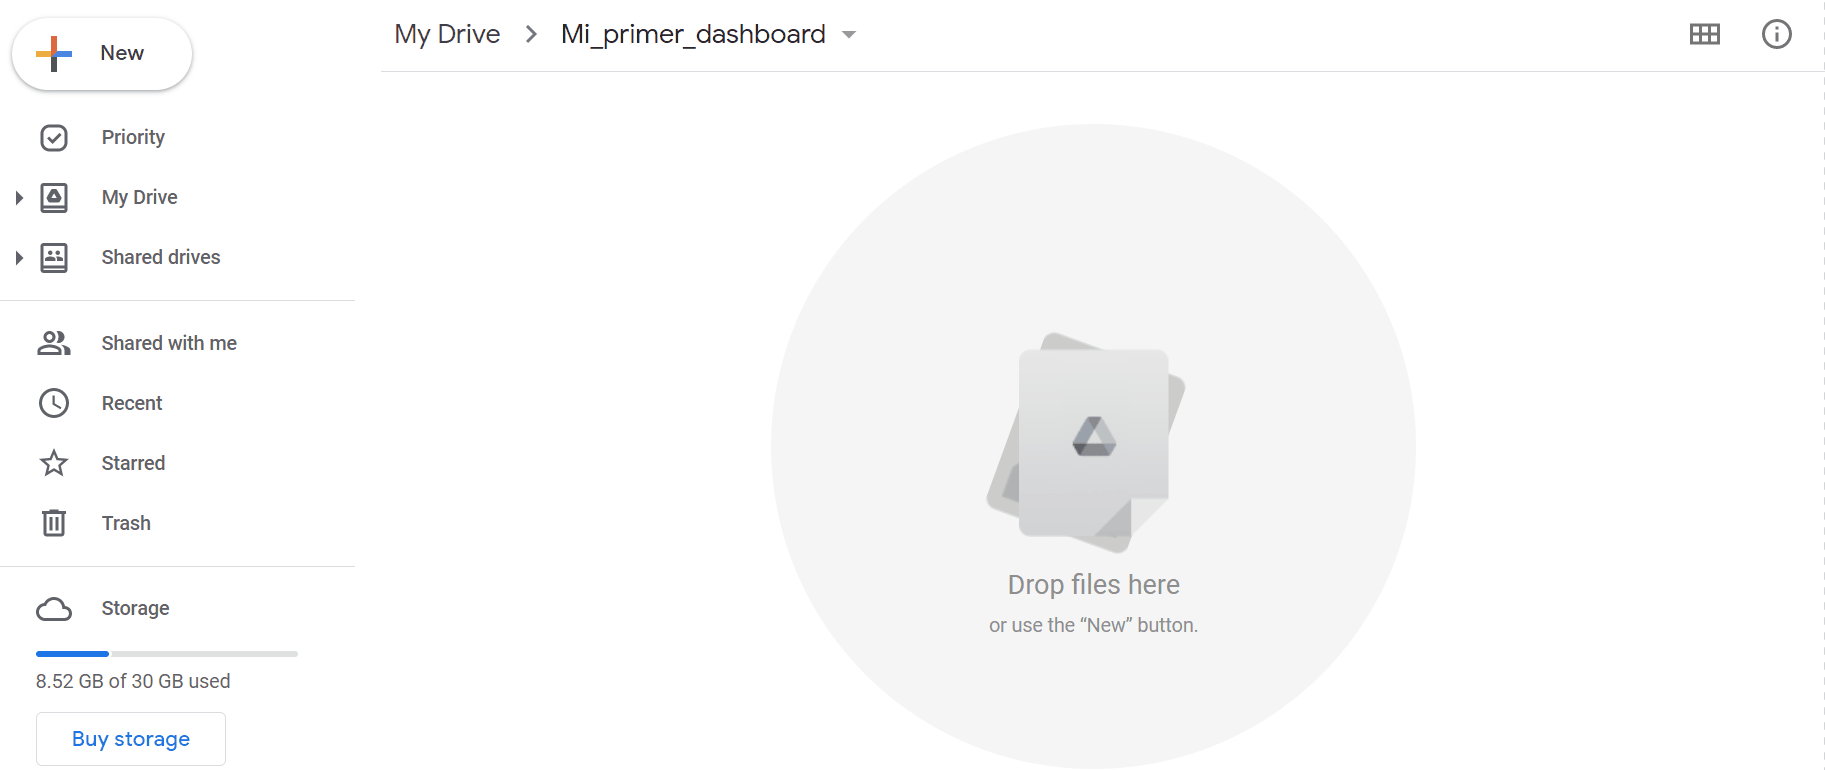 New
My Drive
Mi_primer_dashboard
Priority
My Drive
Shared drives
Shared with me
Recent
Starred
Trash
Storage
8.52 GB of 30 GB used
Buy storage
Drop files here
or use the “New” button.